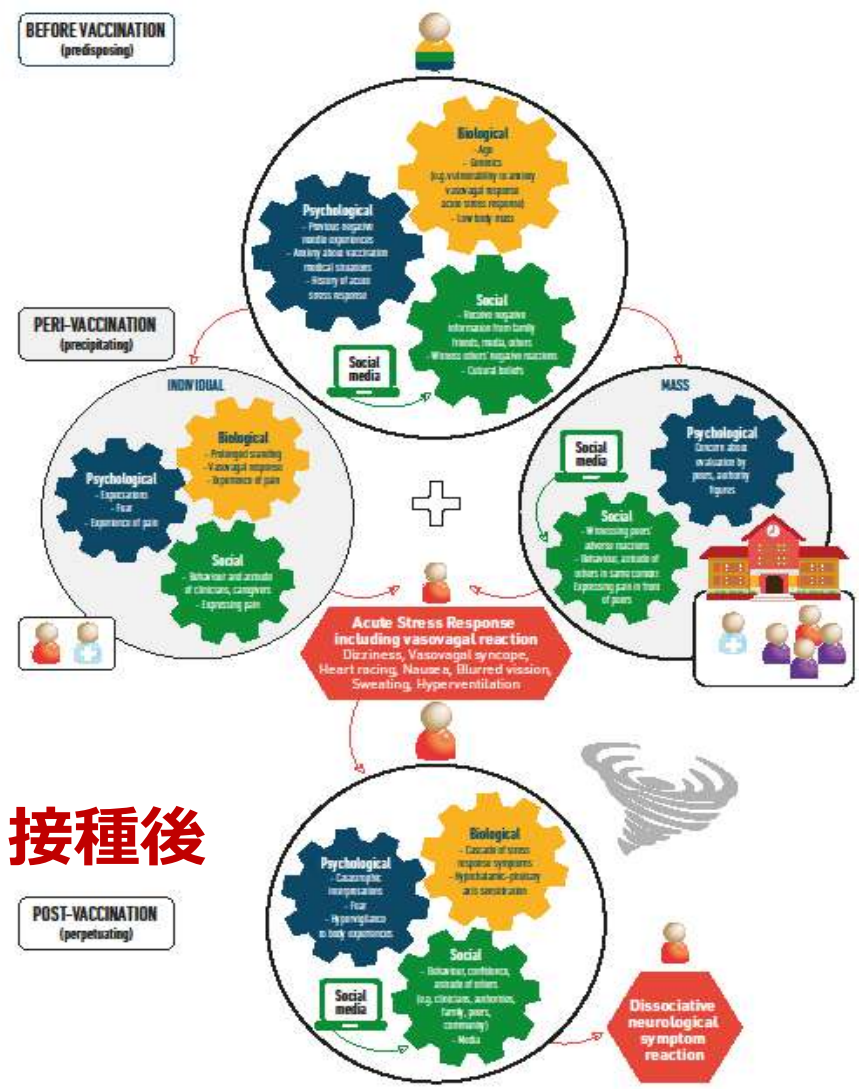 BEFORE VACCINATION
(predisposing)
Biological
- Age
- Genetics
(e.g. vulnerability to anxiety
vasovagal response
acute stress response)
- Low body mass
Psychological
- Previous negative
needle experiences
- Anxiety about vaccination
medical situations
- History of acute
stress response
Social
- Receive negative
information from family
friends, media, others
- Witness others' negative reactions
- Cultural beliefs
Social
media
PERI-VACCINATION
(precipitating)
INDIVIDUAL
Biological
- Prolonged standing
- Vasovagal response
- Experience of pain
Psychological
- Expectations
- Fear
- Experience of pain
Social
- Behaviour and attitude
of clinicians, caregivers
- Expressing pain
MASS
Psychological
Concern about
evaluation by
peers, authority
figures
Social
media
Social
- Witnessing peers'
adverse reactions
- Behaviour, attitude of
others in same context
Expressing pain in front
of peers
Acute Stress Response
including vasovagal reaction
Dizziness, Vasovagal syncope,
Heart racing, Nausea, Blurred vission,
Sweating, Hyperventilation
接種後
POST-VACCINATION
(perpetuating)
Biological
- Cascade of stress
response symptoms
- Hypothalamic-pituitary
axis sensitization
Psychological
- Catastrophic
interpretations
- Fear
- Hypervigilance
to body experiences
Social
- Behaviour, confidence,
attitude of others
(e.g. clinicians, authorities,
family, peers,
community)
- Media
Social
media
Dissociative
neurological
symptom
reaction